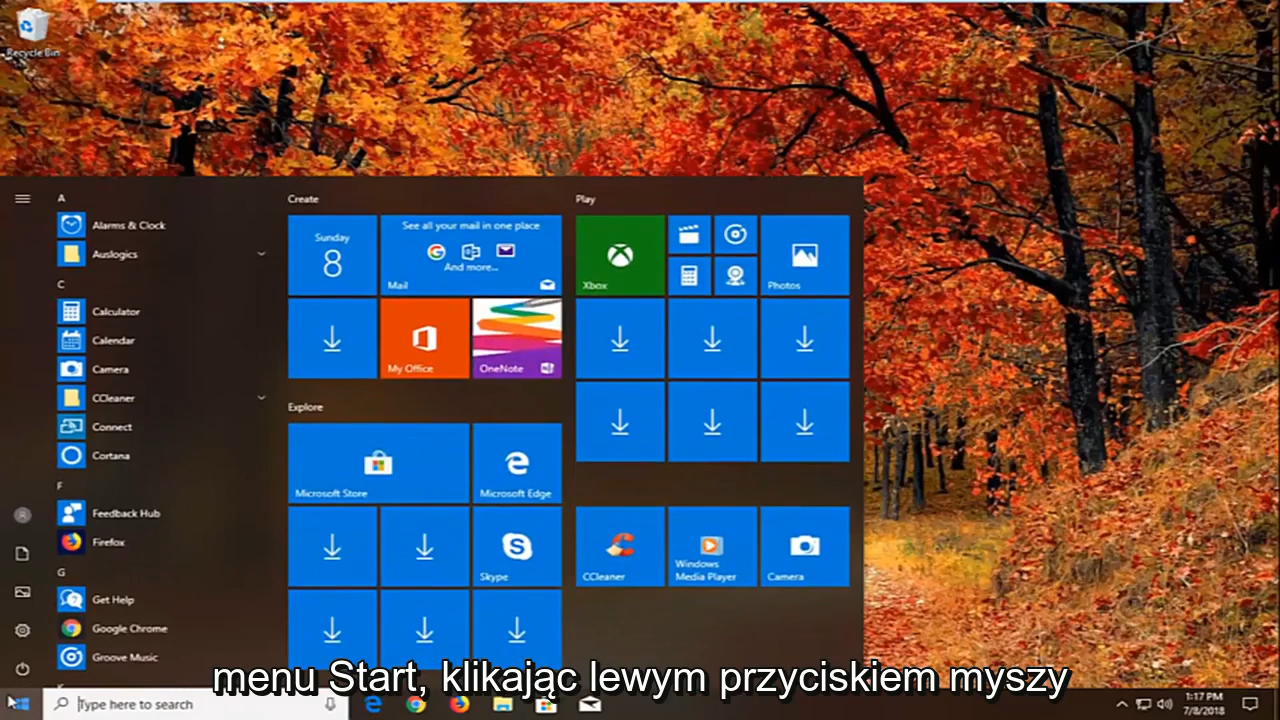 Recycle Bin
A
Alarms & Clock
Auslogics
C
Calculator
Calendar
Camera
CCleaner
Connect
Cortana
F
Feedback Hub
Firefox
G
Get Help
Google Chrome
Groove Music
Create
Sunday
8
See all your mail in one place
And more...
Mail
My Office
OneNote
Explore
Microsoft Store
Microsoft Edge
Skype
Play
Xbox
Photos
CCleaner
Windows
Media Player
Camera
menu Start, klikając lewym przyciskiem myszy
Type here to search
1:17 PM
7/8/2018